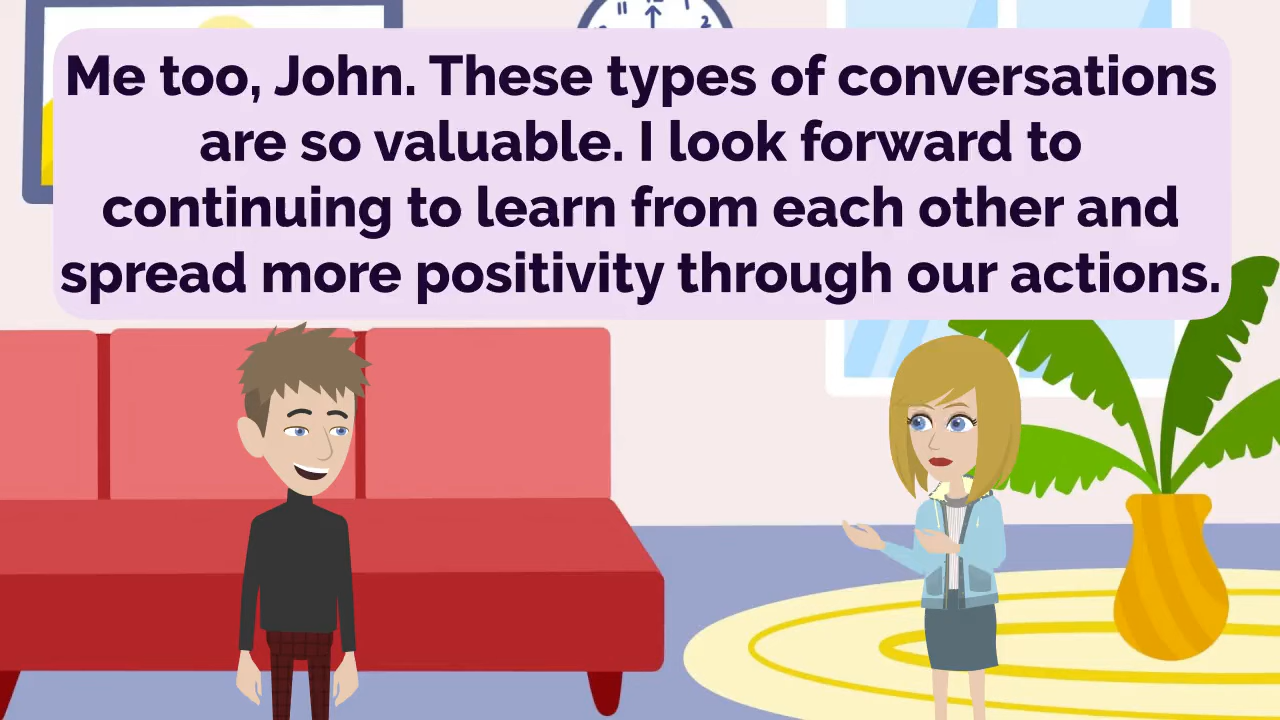 Me too, John. These types of conversations
are so valuable. I look forward to
continuing to learn from each other and
spread more positivity through our actions.